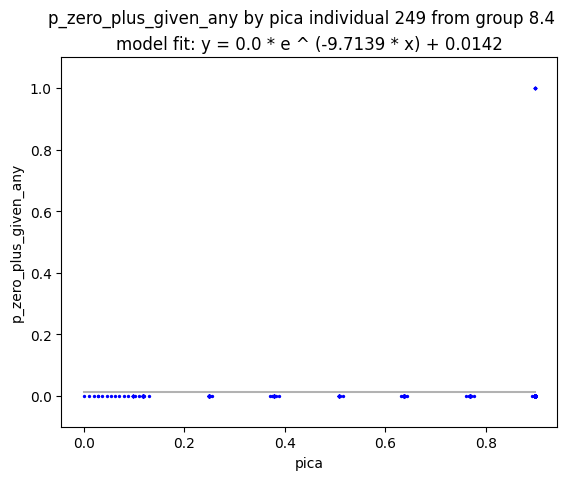 p_zero_plus_given_any by pica individual 249 from group 8.4
model fit: y = 0.0 * e ^ (-9.7139 * x) + 0.0142
1.0
0.8
0.6
0.4
0.2
0.0
p_zero_plus_given_any
0.0 0.2 0.4 0.6 0.8
pica